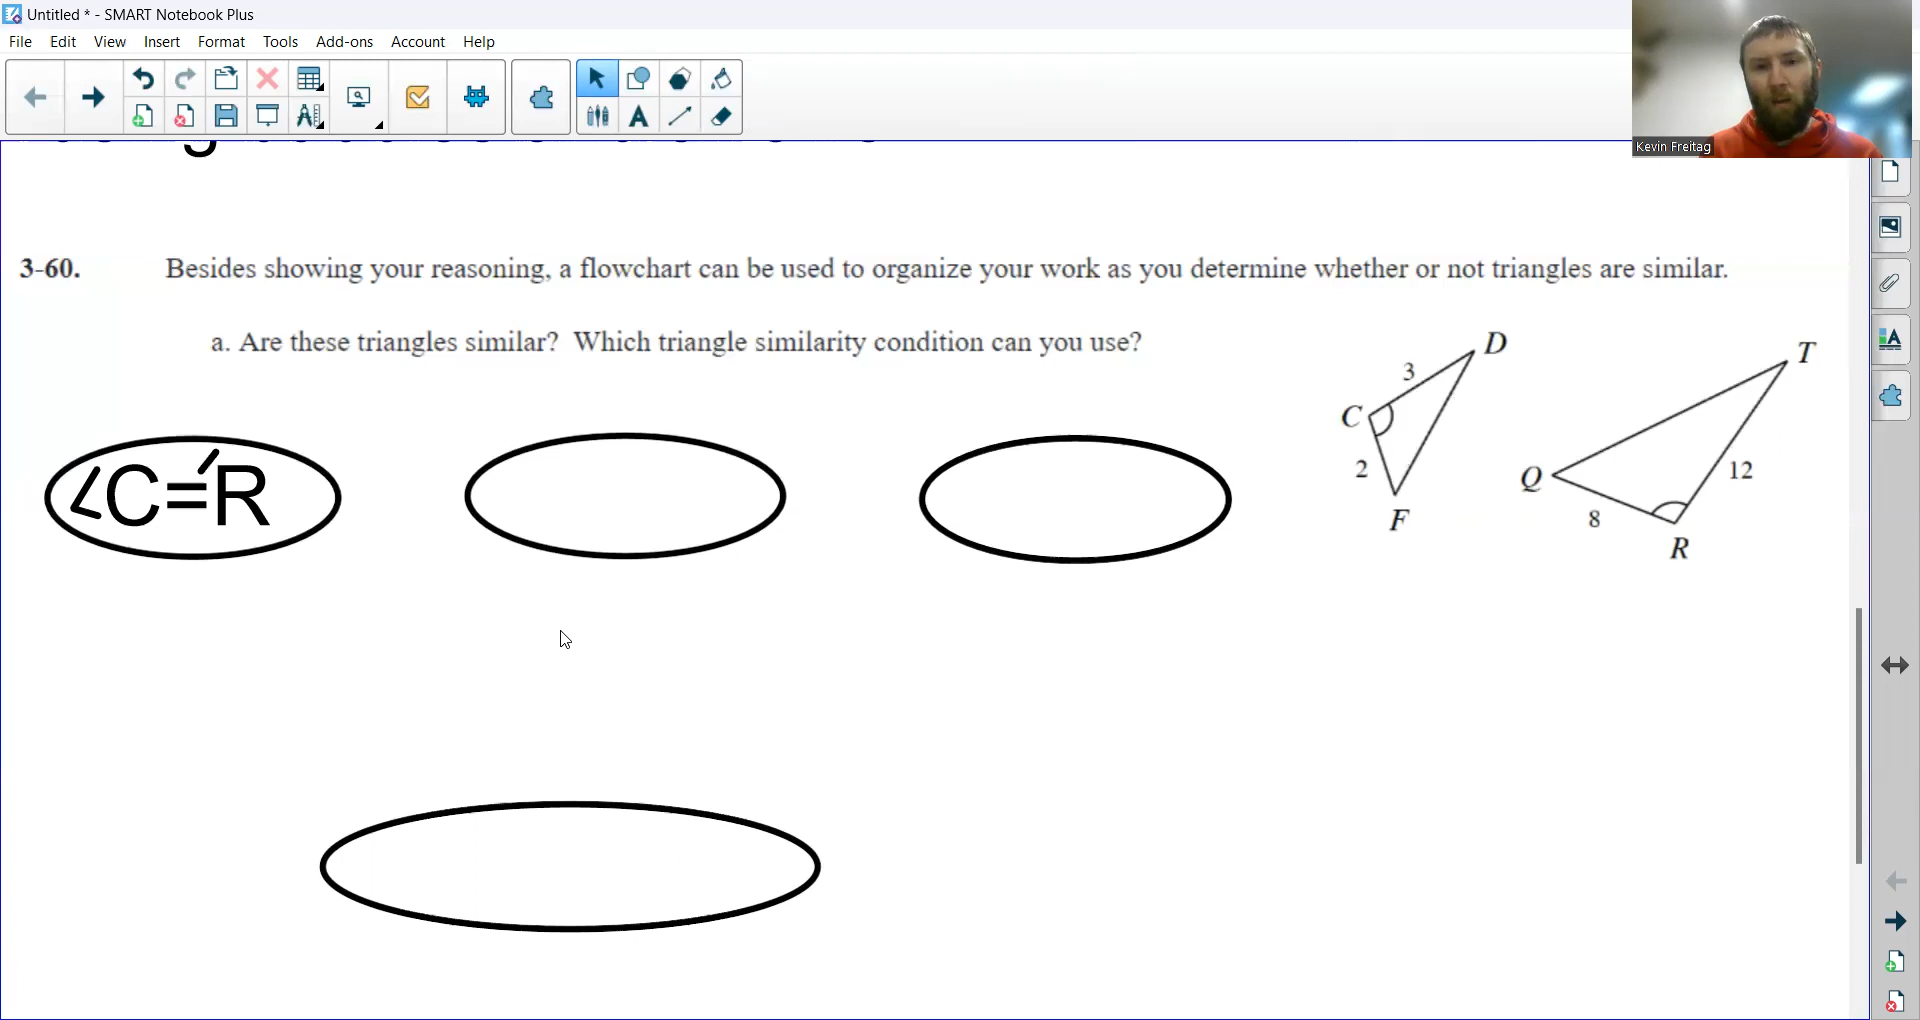 Untitled * - SMART Notebook Plus
File Edit View Insert Format Tools Add-ons Account Help
Kevin Freitag
3-60. Besides showing your reasoning, a flowchart can be used to organize your work as you determine whether or not triangles are similar.
a. Are these triangles similar? Which triangle similarity condition can you use?
D
T
3
C
∠C=∠R
2
Q
12
F
8
R